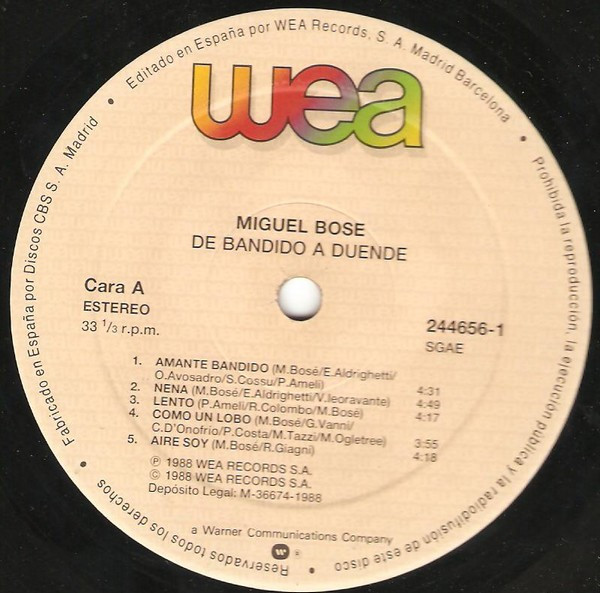 Editado en España por WEA Records, S. A. Madrid Barcelona
wea
MIGUEL BOSE
DE BANDIDO A DUENDE
Cara A
ESTEREO
33 1/3 r.p.m.
244656-1
SGAE
1. AMANTE BANDIDO (M.Bosé/E.Aldrighetti/
O.Avosadro/S.Cossu/P.Ameli) 4:31
2. NENA (M.Bosé/E.Aldrighetti/V.leoravante) 4:49
3. LENTO (P.Ameli/R.Colombo/M.Bosé) 4:17
4. COMO UN LOBO (M.Bosé/G.Vanni/
C.D'Onofrio/P.Costa/M.Tazzi/M.Ogletree) 3:55
5. AIRE SOY (M.Bosé/R.Giagni) 4:18
℗ 1988 WEA RECORDS S.A.
© 1988 WEA RECORDS S.A.
Depósito Legal: M-36674-1988
a Warner Communications Company
W ®
Prohibida la reproducción, la ejecución pública y la radiodifusión de este disco
Reservados todos los derechos
Fabricado en España por Discos CBS S. A. Madrid